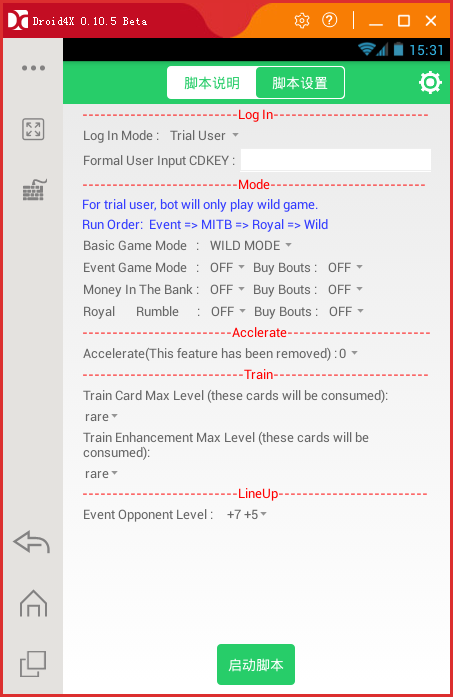 Droid4X 0.10.5 Beta
15:31
脚本说明 脚本设置
Log In
Log In Mode : Trial User
Formal User Input CDKEY :
Mode
For trial user, bot will only play wild game.
Run Order: Event => MITB => Royal => Wild
Basic Game Mode : WILD MODE
Event Game Mode : OFF Buy Bouts : OFF
Money In The Bank : OFF Buy Bouts : OFF
Royal Rumble : OFF Buy Bouts : OFF
Acclerate
Accelerate(This feature has been removed) : 0
Train
Train Card Max Level (these cards will be consumed):
rare
Train Enhancement Max Level (these cards will be
consumed):
rare
LineUp
Event Opponent Level : +7 +5
启动脚本